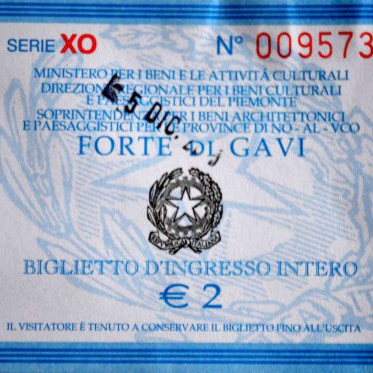 SERIE XO N° 009573
MINISTERO PER I BENI E LE ATTIVITÀ CULTURALI
DIREZIONE REGIONALE PER I BENI CULTURALI
E PAESAGGISTICI DEL PIEMONTE
SOPRINTENDENZA PER I BENI ARCHITETTONICI
E PAESAGGISTICI PER LE PROVINCE DI NO - AL - VCO
5 DIC.
FORTE DI GAVI
BIGLIETTO D'INGRESSO INTERO
€ 2
IL VISITATORE È TENUTO A CONSERVARE IL BIGLIETTO FINO ALL'USCITA